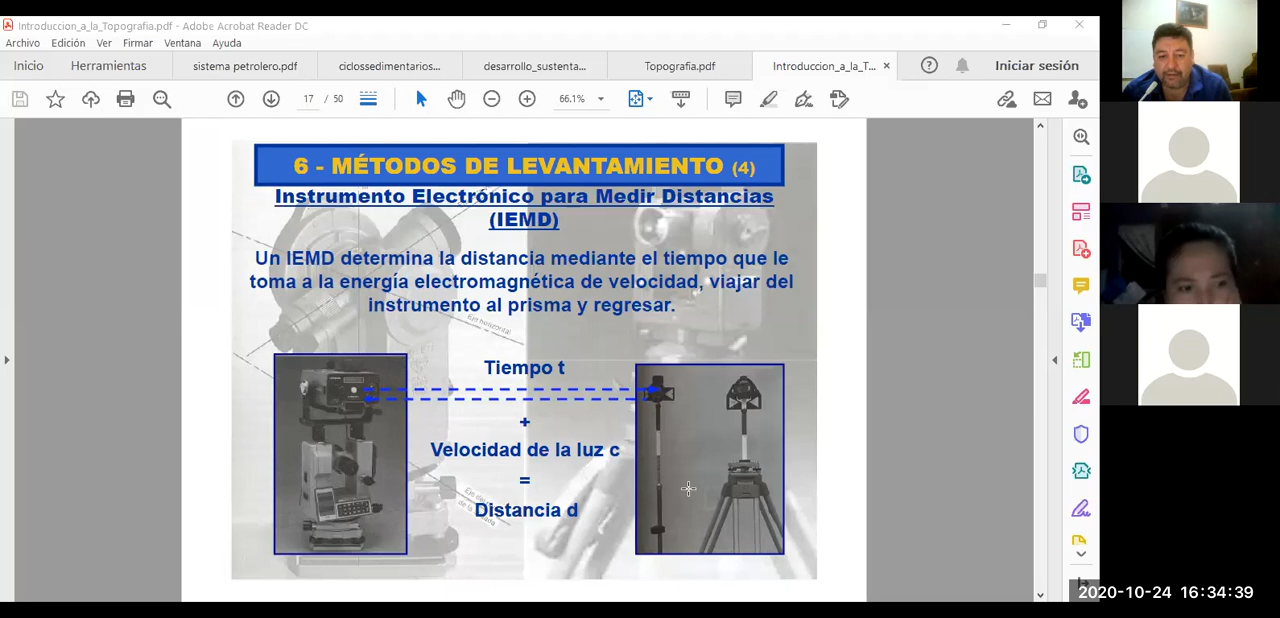 Introduccion_a_la_Topografia.pdf - Adobe Acrobat Reader DC
Archivo Edición Ver Firmar Ventana Ayuda
Inicio Herramientas sistema petrolero.pdf ciclossedimentarios... desarrollo_sustenta... Topografia.pdf Introduccion_a_la_T... Iniciar sesión
17 / 50 66.1%
6 - MÉTODOS DE LEVANTAMIENTO (4)
Instrumento Electrónico para Medir Distancias
(IEMD)
Un IEMD determina la distancia mediante el tiempo que le
toma a la energía electromagnética de velocidad, viajar del
instrumento al prisma y regresar.
Eje horizontal
Tiempo t
+
Velocidad de la luz c
=
Distancia d
2020-10-24 16:34:39